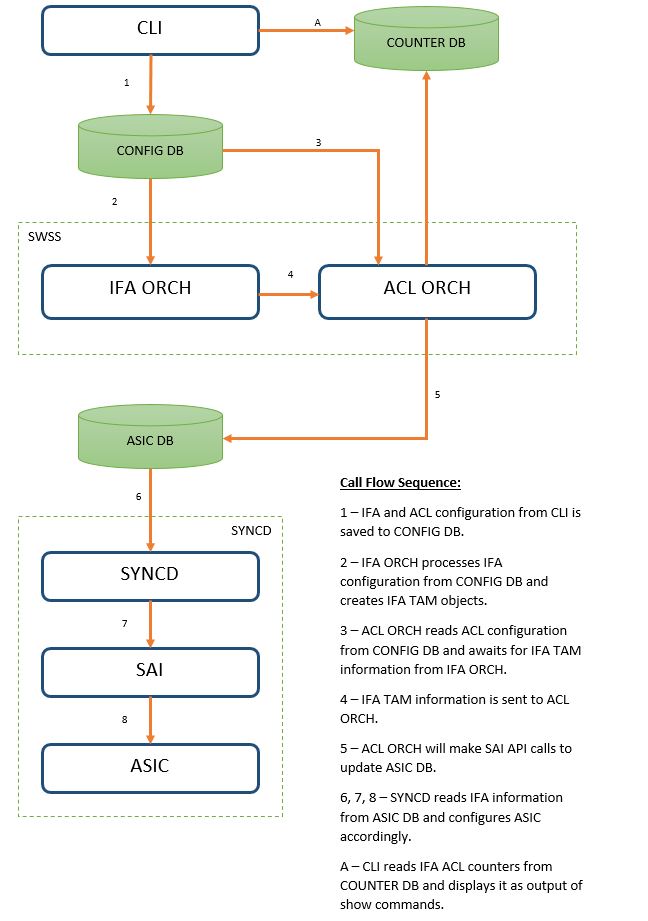 CLI
A
COUNTER DB
1
CONFIG DB
3
2
SWSS
IFA ORCH
4
ACL ORCH
5
ASIC DB
6
SYNCD
SYNCD
7
SAI
8
ASIC
Call Flow Sequence:
1 – IFA and ACL configuration from CLI is
saved to CONFIG DB.
2 – IFA ORCH processes IFA
configuration from CONFIG DB and
creates IFA TAM objects.
3 – ACL ORCH reads ACL configuration
from CONFIG DB and awaits for IFA TAM
information from IFA ORCH.
4 – IFA TAM information is sent to ACL
ORCH.
5 – ACL ORCH will make SAI API calls to
update ASIC DB.
6, 7, 8 – SYNCD reads IFA information
from ASIC DB and configures ASIC
accordingly.
A – CLI reads IFA ACL counters from
COUNTER DB and displays it as output of
show commands.